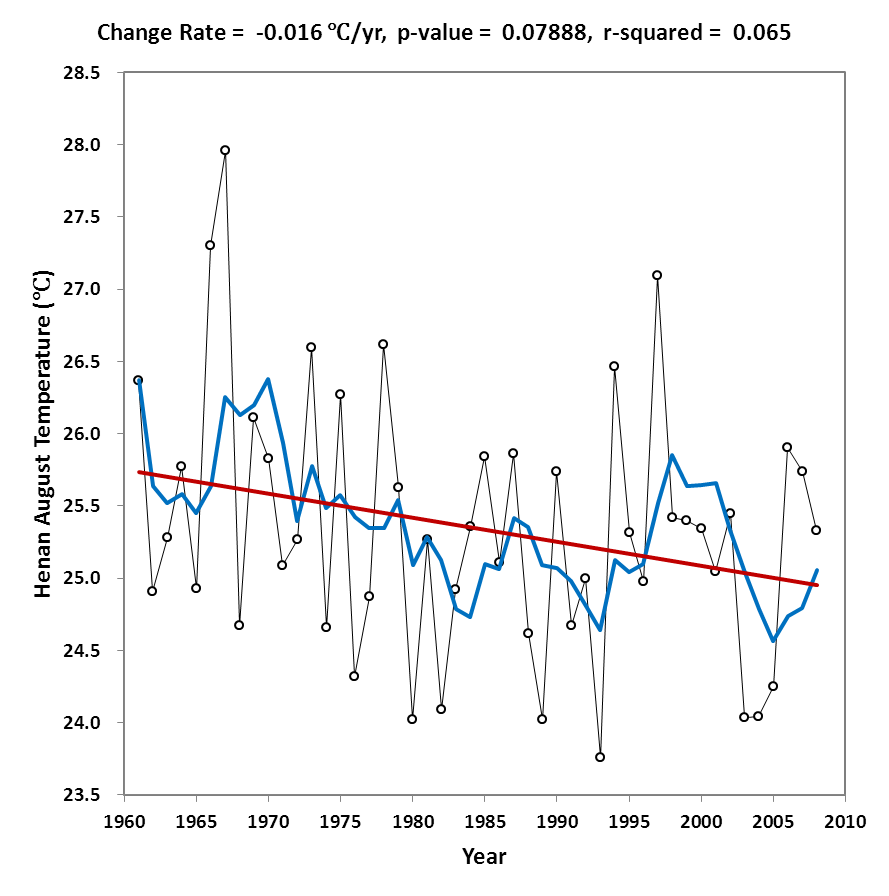 Change Rate = -0.016 ℃/yr, p-value = 0.07888, r-squared = 0.065
28.5
28.0
27.5
27.0
26.5
26.0
25.5
25.0
24.5
24.0
23.5
Henan August Temperature (℃)
1960 1965 1970 1975 1980 1985 1990 1995 2000 2005 2010
Year